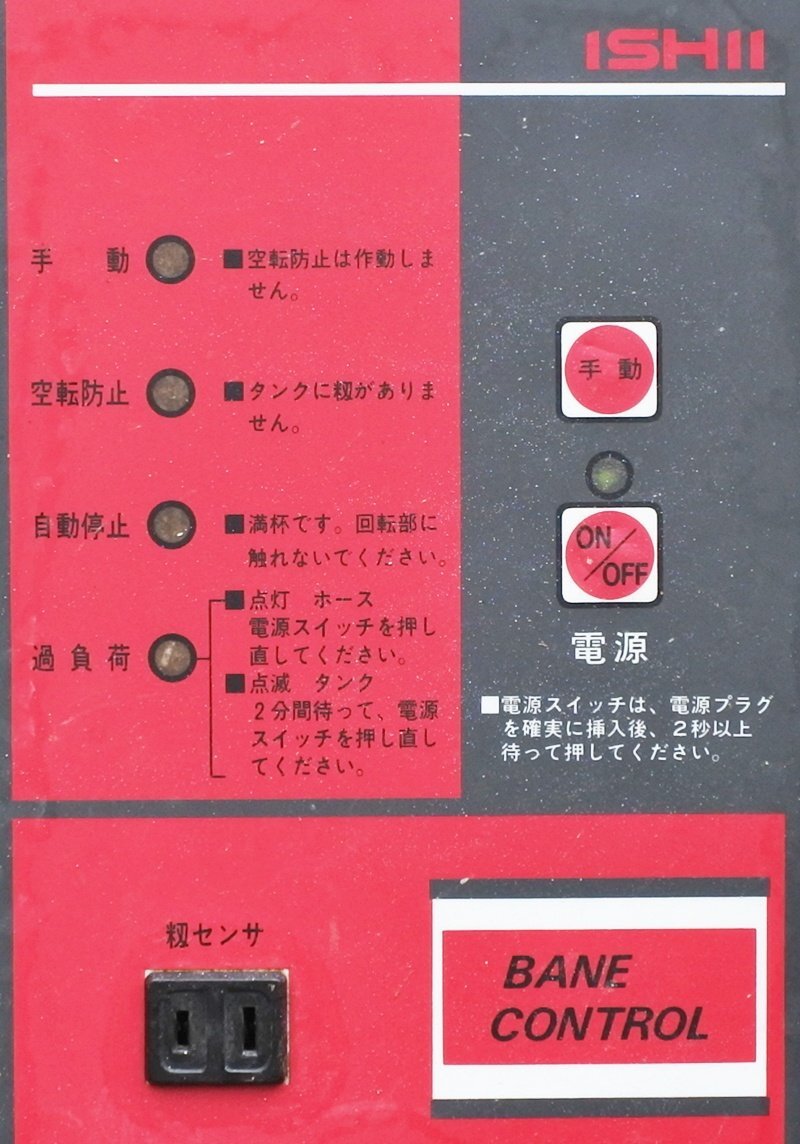 ISHII
手動
■空転防止は作動しま
せん。
空転防止
■タンクに籾がありま
せん。
自動停止
■満杯です。回転部に
触れないでください。
過負荷
■点灯 ホース
電源スイッチを押し
直してください。
■点滅 タンク
2分間待って、電源
スイッチを押し直し
てください。
手動
ON/OFF
電源
■電源スイッチは、電源プラグ
を確実に挿入後、2秒以上
待って押してください。
籾センサ
BANE
CONTROL